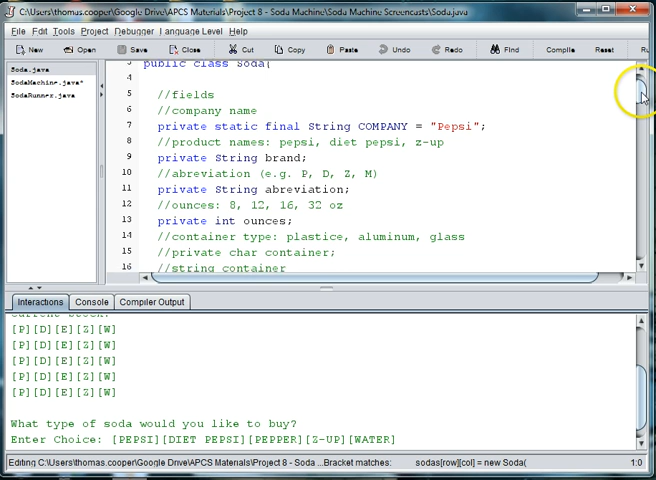 C:\Users\thomas.cooper\Google Drive\APCS Materials\Project 8 - Soda Machine\Soda Machine Screencasts\Soda.java
File Edit Tools Project Debugger Language Level Help
New Open Save Close Cut Copy Paste Undo Redo Find Compile Reset Ru
Soda.java
SodaMachine.java*
SodaRunner.java
public class Soda{
4
5 //fields
6 //company name
7 private static final String COMPANY = "Pepsi";
8 //product names: pepsi, diet pepsi, z-up
9 private String brand;
10 //abreviation (e.g. P, D, Z, M)
11 private String abreviation;
12 //ounces: 8, 12, 16, 32 oz
13 private int ounces;
14 //container type: plastice, aluminum, glass
15 //private char container;
16 //string container
Interactions Console Compiler Output
Current Stock:
[P][D][E][Z][W]
[P][D][E][Z][W]
[P][D][E][Z][W]
[P][D][E][Z][W]
[P][D][E][Z][W]
What type of soda would you like to buy?
Enter Choice: [PEPSI][DIET PEPSI][PEPPER][Z-UP][WATER]
Editing C:\Users\thomas.cooper\Google Drive\APCS Materials\Project 8 - Soda ...Bracket matches: sodas[row][col] = new Soda( 1:0